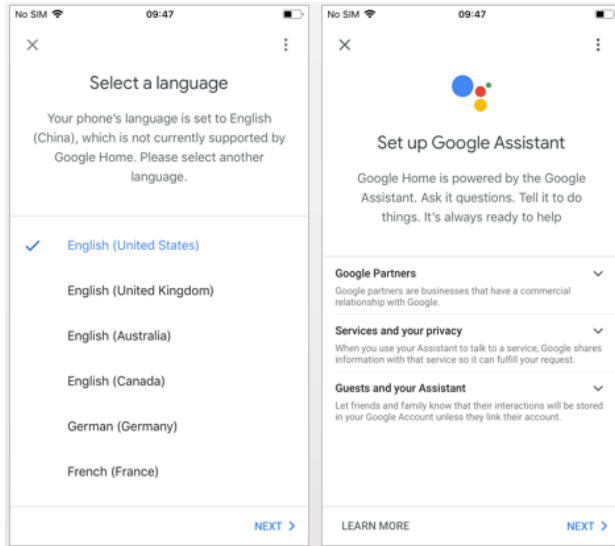 No SIM 09:47
Select a language
Your phone's language is set to English
(China), which is not currently supported by
Google Home. Please select another
language.
English (United States)
English (United Kingdom)
English (Australia)
English (Canada)
German (Germany)
French (France)
NEXT
No SIM 09:47
Set up Google Assistant
Google Home is powered by the Google
Assistant. Ask it questions. Tell it to do
things. It's always ready to help
Google Partners
Google partners are businesses that have a commercial
relationship with Google.
Services and your privacy
When you use your Assistant to talk to a service, Google shares
information with that service so it can fulfill your request.
Guests and your Assistant
Let friends and family know that their interactions will be stored
in your Google Account unless they link their account.
LEARN MORE NEXT